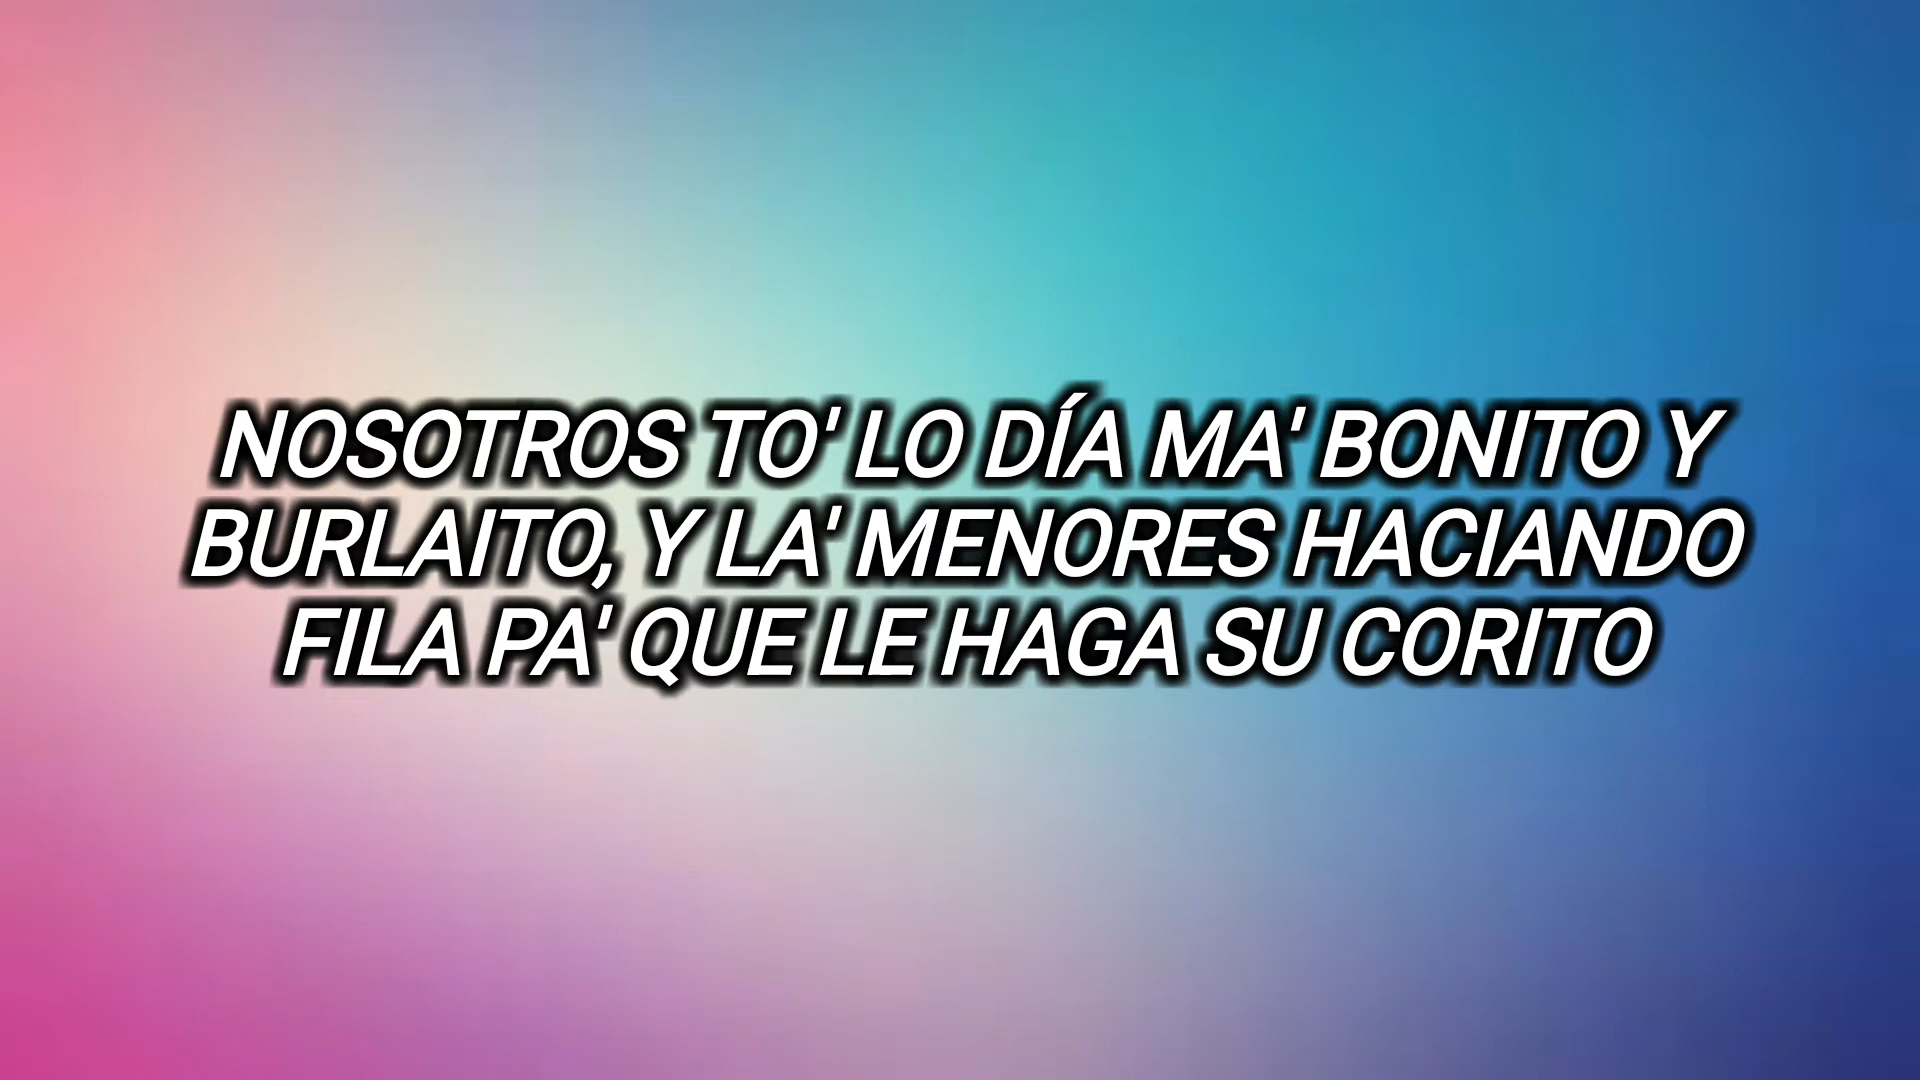 NOSOTROS TO' LO DÍA MA' BONITO Y
BURLAITO, Y LA' MENORES HACIANDO
FILA PA' QUE LE HAGA SU CORITO